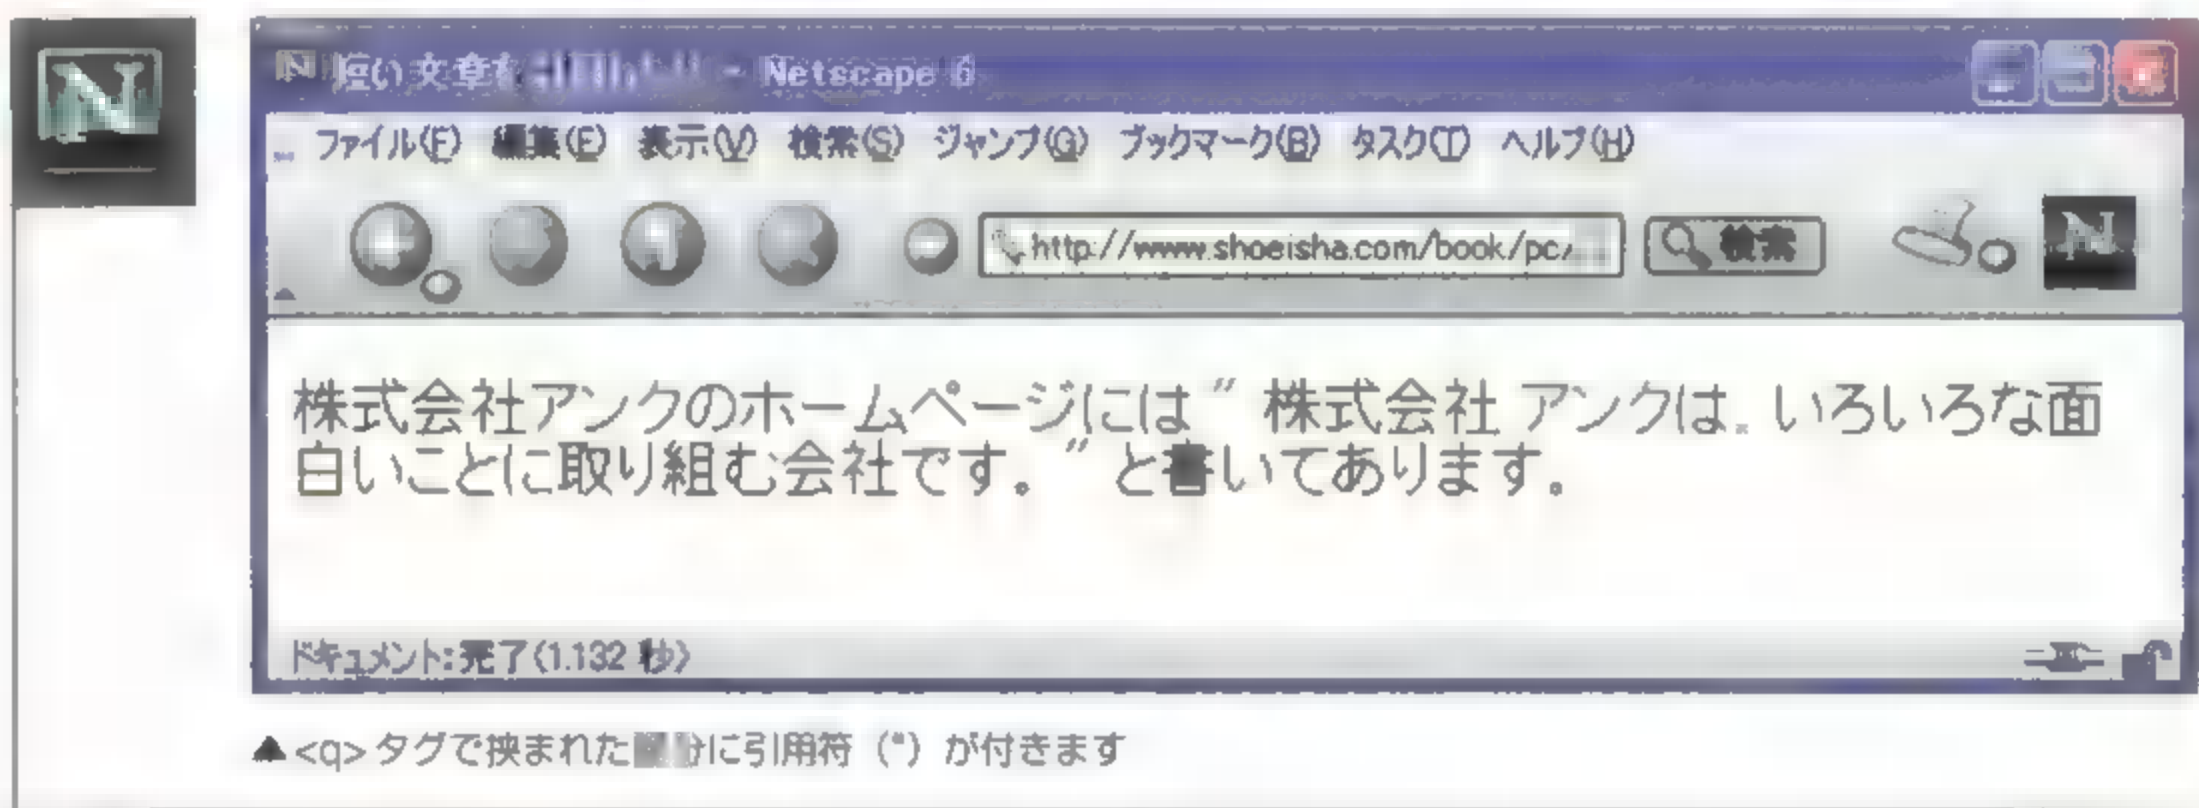 N
N 短い文章を Netscape 6
ファイル(F) 編集(E) 表示(V) 検索(S) ジャンプ(G) ブックマーク(B) タスク(T) ヘルプ(H)
http://www.shoeisha.com/book/pc/ 検索 N
株式会社アンクのホームページには“ 株式会社 アンクは、いろいろな面
白いことに取り組む会社です。” と書いてあります。
ドキュメント:完了(1.132 秒)
▲<q>タグで挟まれた に引用符（"）が付きます